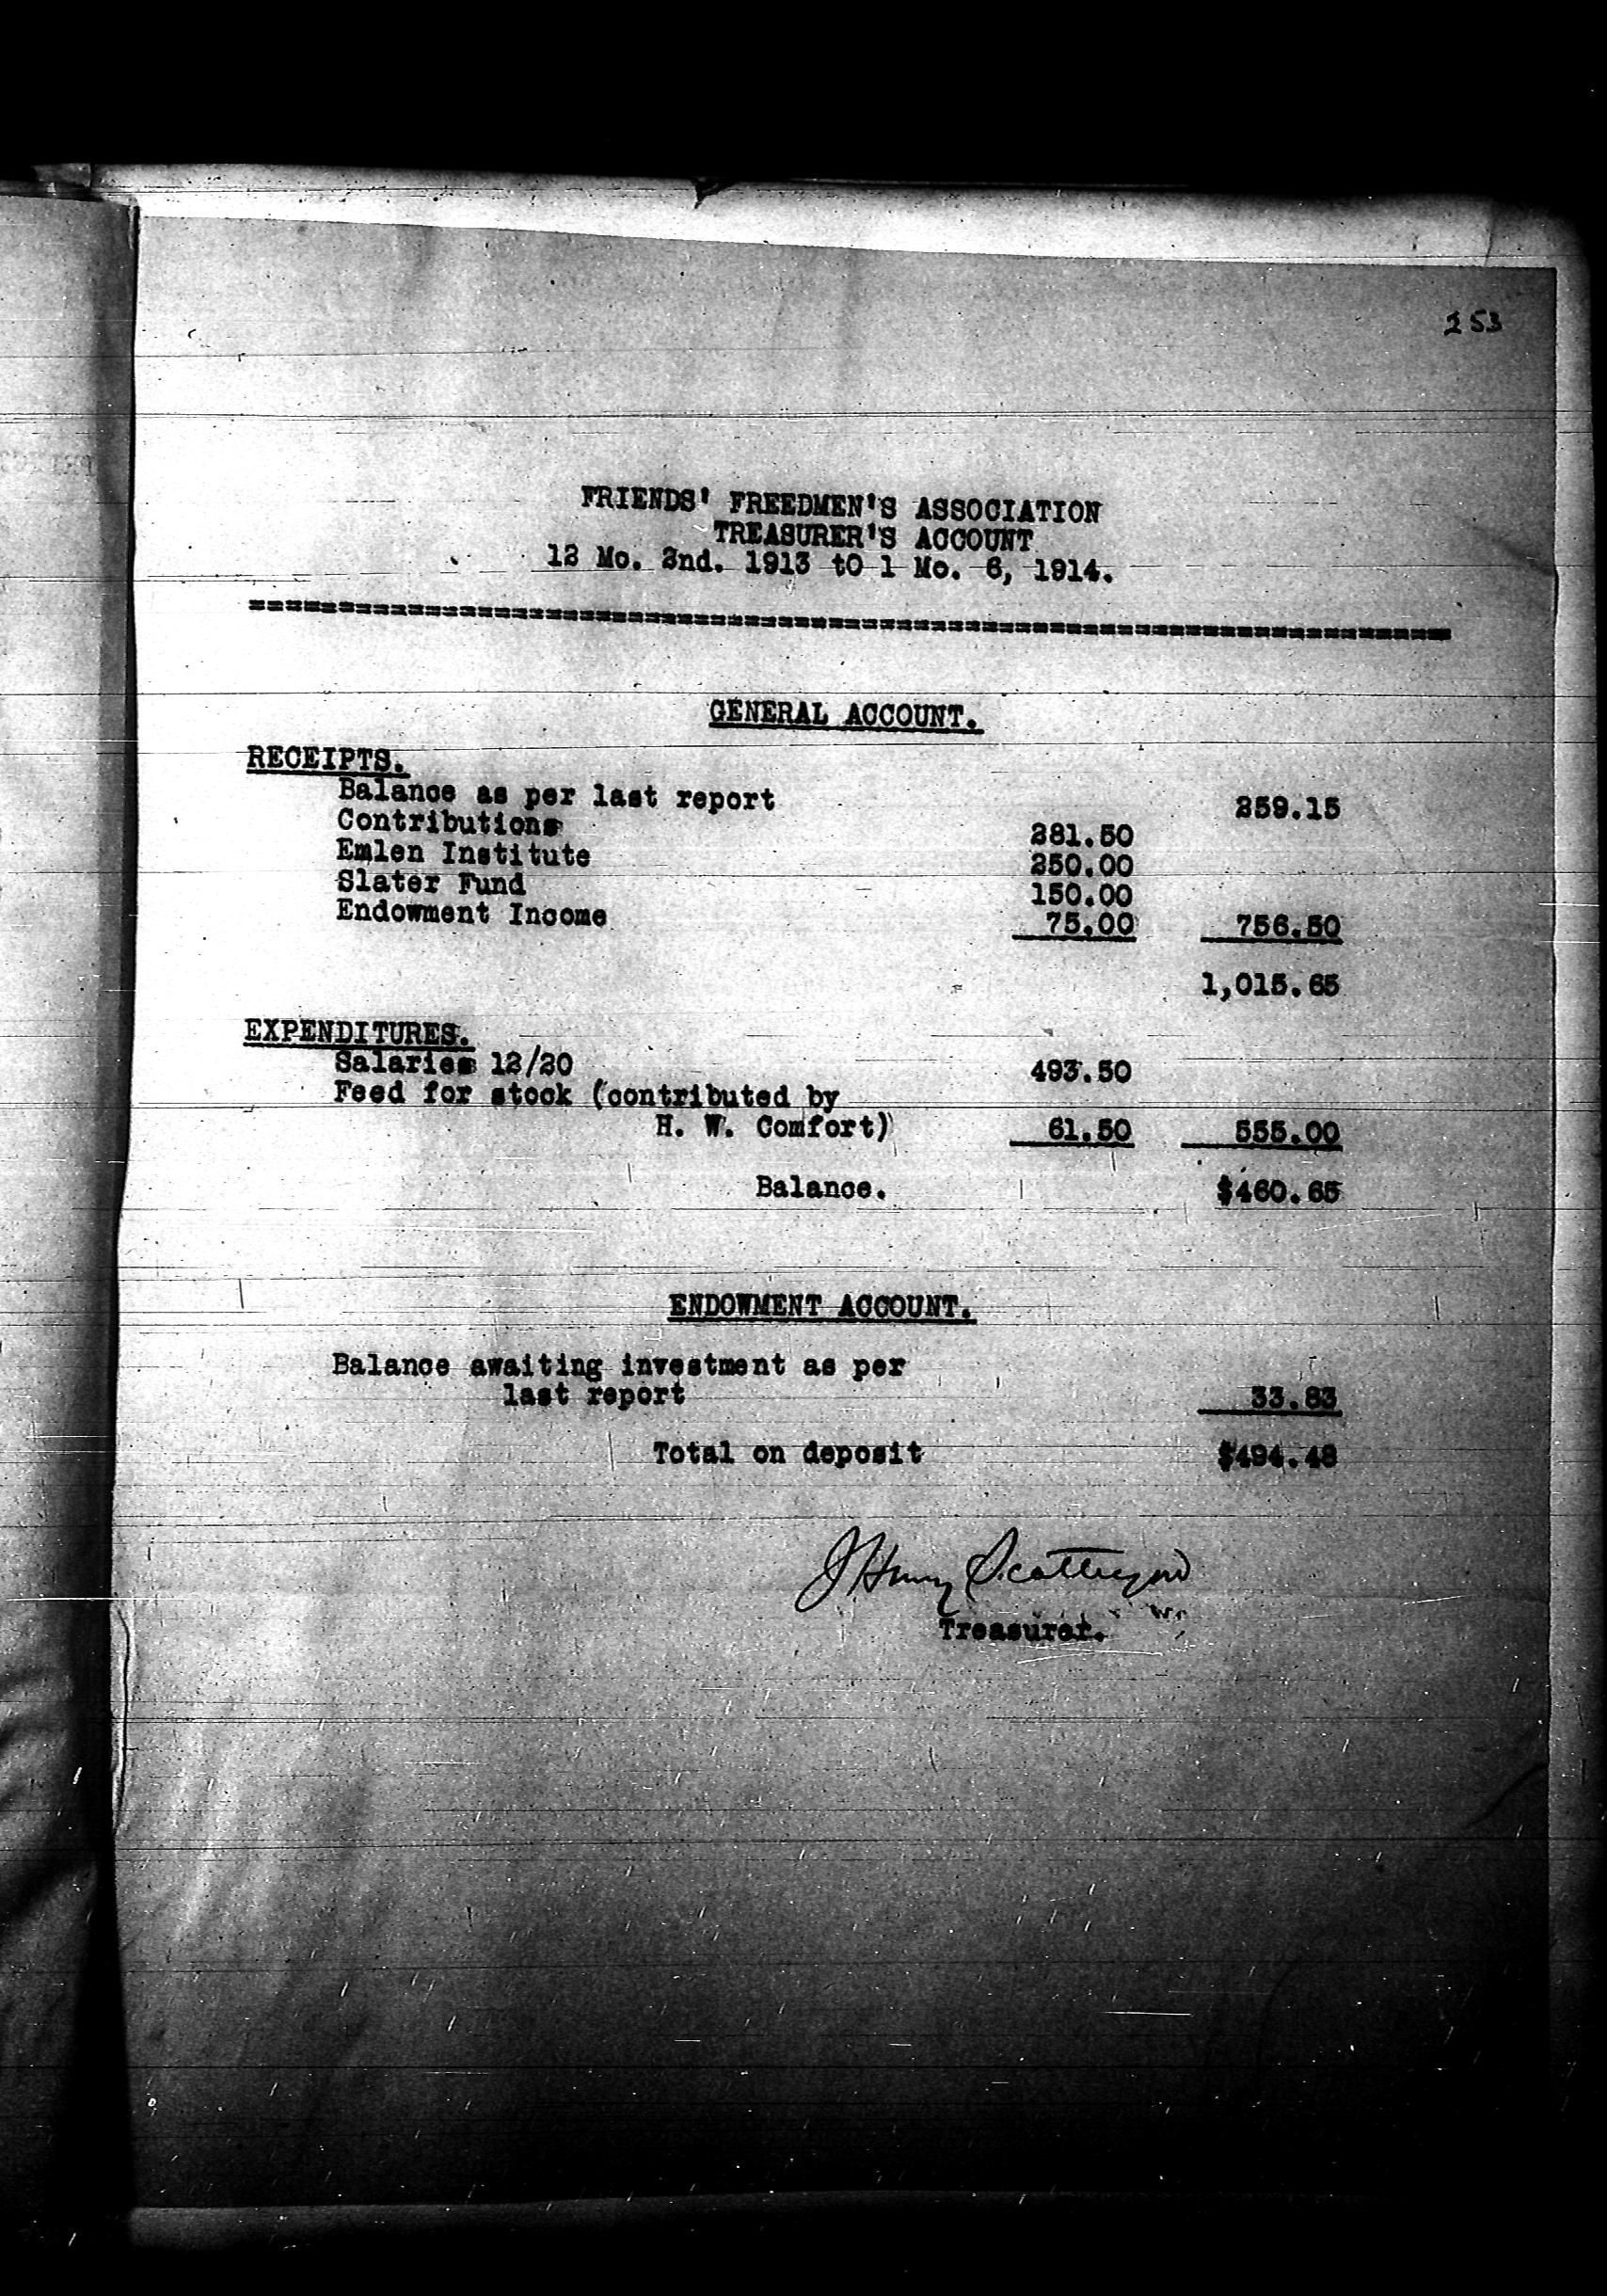 253
FRIENDS' FREEDMEN'S ASSOCIATION
TREASURER'S ACCOUNT
12 Mo. 2nd. 1913 to 1 Mo. 6, 1914.
GENERAL ACCOUNT.
RECEIPTS.
Balance as per last report 259.15
Contributions 281.50
Emlen Institute 250.00
Slater Fund 150.00
Endowment Income 75.00 756.50
1,015.65
EXPENDITURES.
Salaries 12/20 493.50
Feed for stock (contributed by
H. W. Comfort) 61.50 555.00
Balance. $460.65
ENDOWMENT ACCOUNT.
Balance awaiting investment as per
last report 33.83
Total on deposit $494.48
J Henry Scattergood
Treasurer.